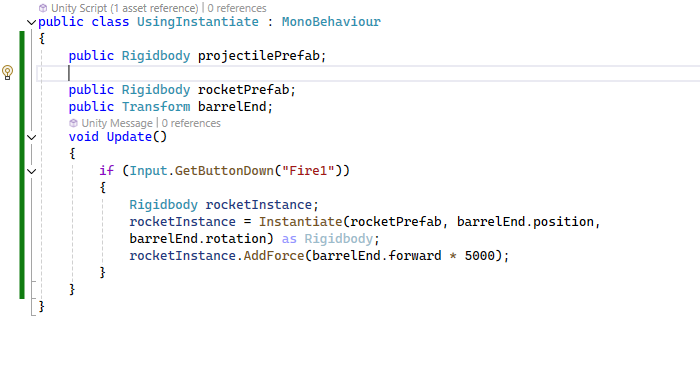 Unity Script (1 asset reference) | 0 references
public class UsingInstantiate : MonoBehaviour
{
public Rigidbody projectilePrefab;
public Rigidbody rocketPrefab;
public Transform barrelEnd;
Unity Message | 0 references
void Update()
{
if (Input.GetButtonDown("Fire1"))
{
Rigidbody rocketInstance;
rocketInstance = Instantiate(rocketPrefab, barrelEnd.position,
barrelEnd.rotation) as Rigidbody;
rocketInstance.AddForce(barrelEnd.forward * 5000);
}
}
}